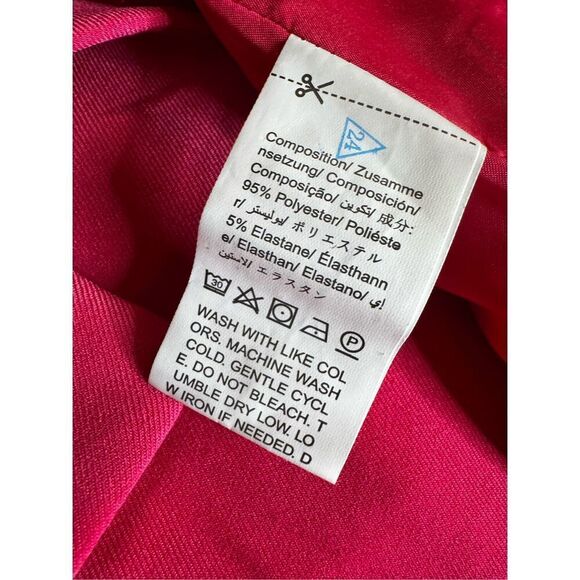 24
Composition/ Zusamme
nsetzung/ Composición/
Composição/ تكوين/ 成分:
95% Polyester/ Poliéste
r/ بوليستر/ ポリエステル
5% Elastane/ Élasthann
e/ Elasthan/ Elastano/ إي
الاستين/ エラスタン
30
P
WASH WITH LIKE COL
ORS. MACHINE WASH
COLD. GENTLE CYCL
E. DO NOT BLEACH. T
UMBLE DRY LOW. LO
W IRON IF NEEDED. D